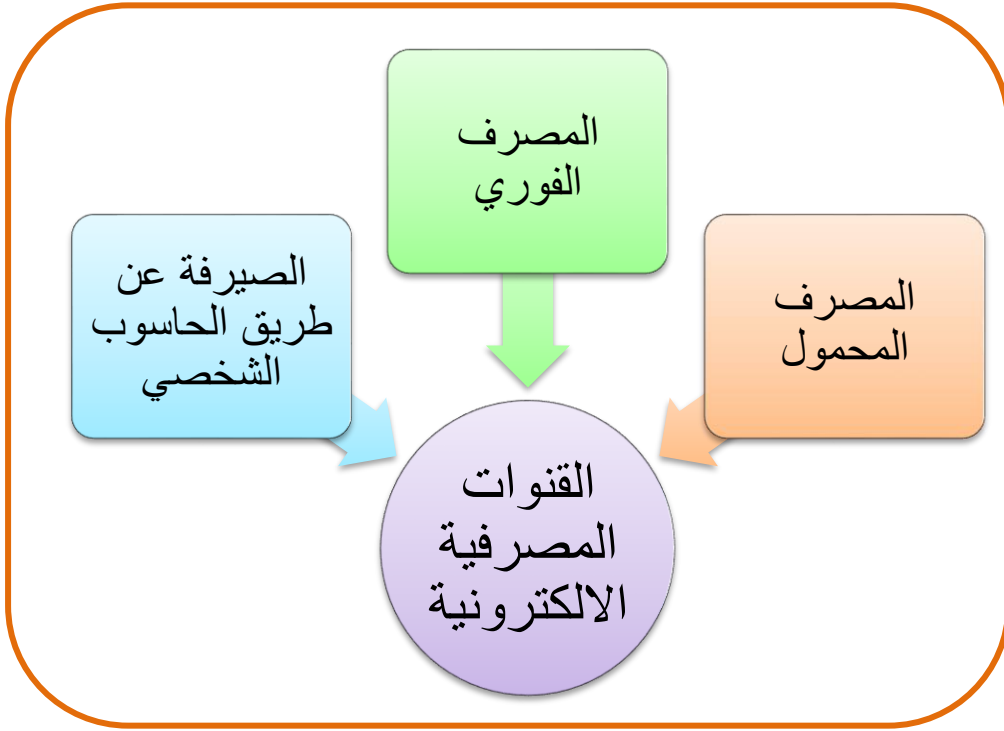 المصرف
الفوري
المصرف
المحمول
الصيرفة عن
طريق الحاسوب
الشخصي
القنوات
المصرفية
الالكترونية